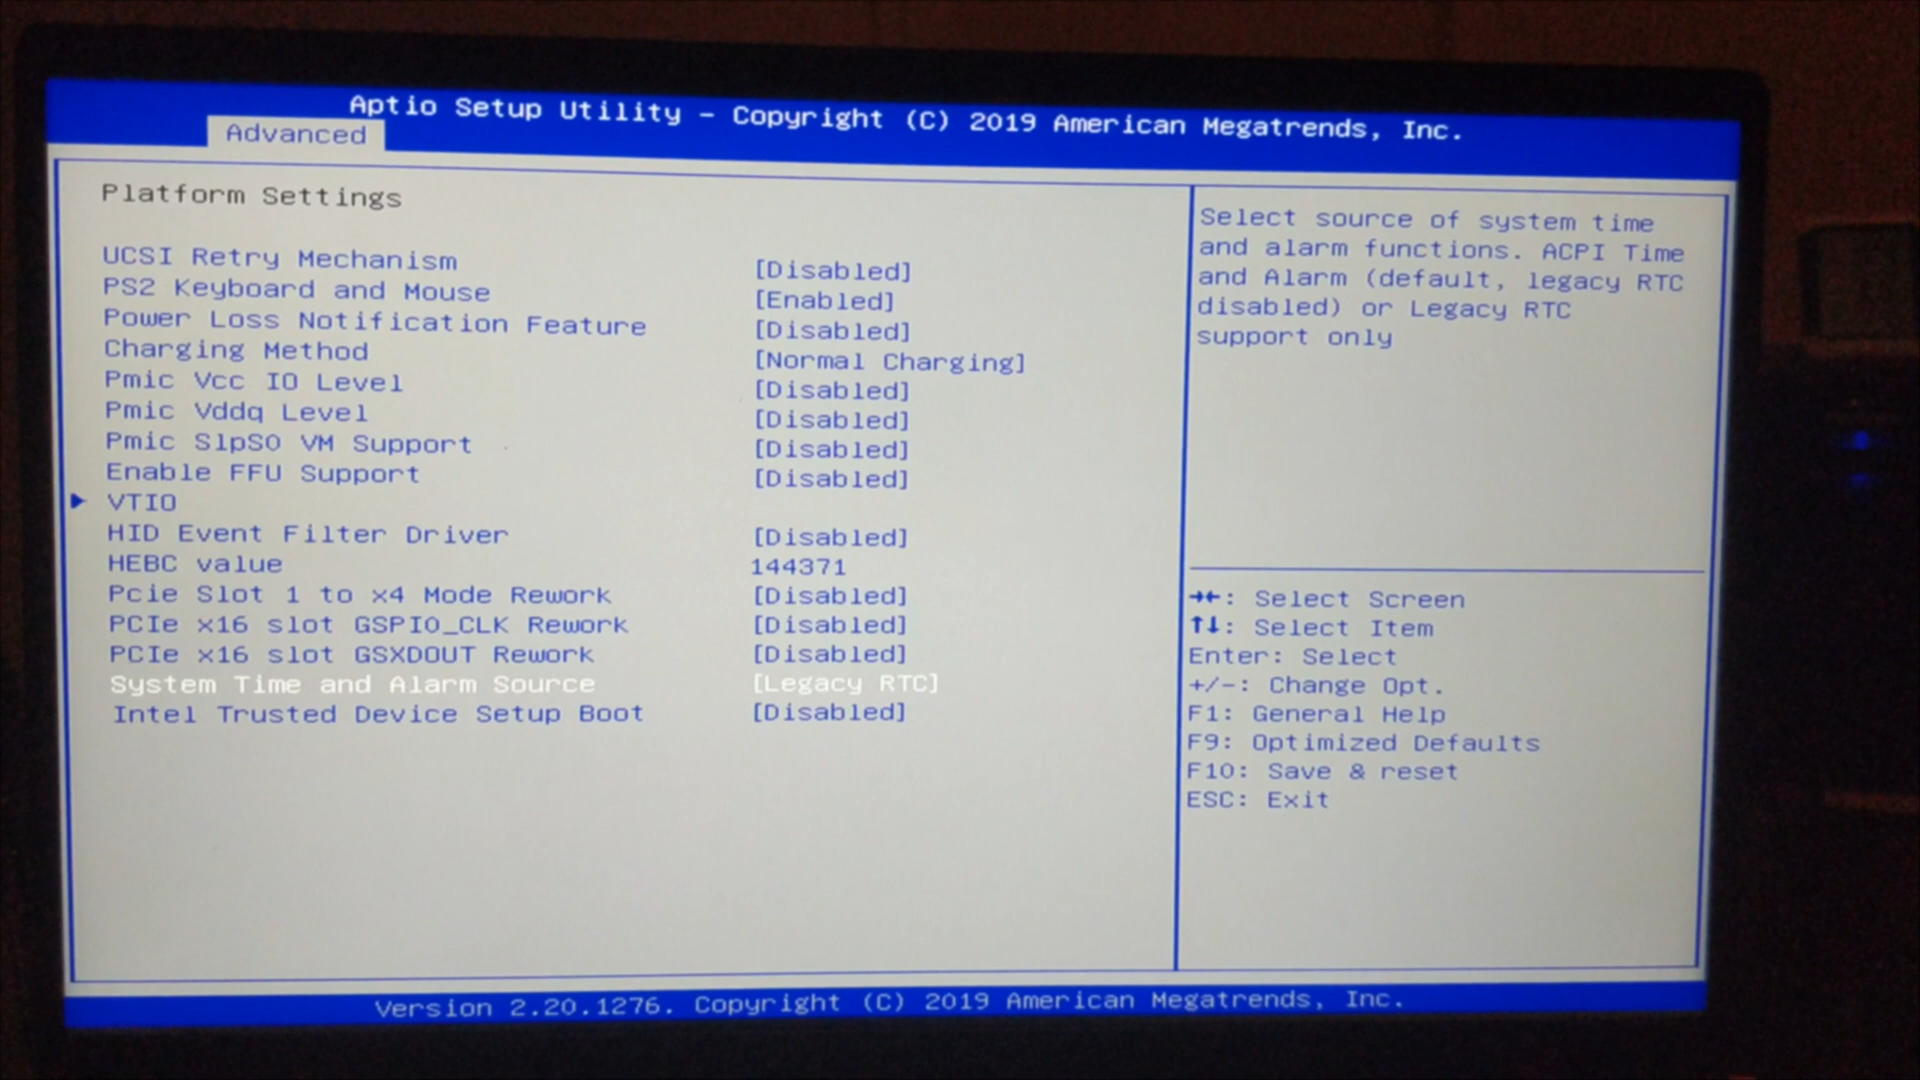 Aptio Setup Utility - Copyright (C) 2019 American Megatrends, Inc.
Advanced
Platform Settings
UCSI Retry Mechanism [Disabled]
PS2 Keyboard and Mouse [Enabled]
Power Loss Notification Feature [Disabled]
Charging Method [Normal Charging]
Pmic Vcc IO Level [Disabled]
Pmic Vddq Level [Disabled]
Pmic SlpS0 VM Support [Disabled]
Enable FFU Support [Disabled]
VTIO
HID Event Filter Driver [Disabled]
HEBC value 144371
Pcie Slot 1 to x4 Mode Rework [Disabled]
PCIe x16 slot GSPIO_CLK Rework [Disabled]
PCIe x16 slot GSXDOUT Rework [Disabled]
System Time and Alarm Source [Legacy RTC]
Intel Trusted Device Setup Boot [Disabled]
Select source of system time
and alarm functions. ACPI Time
and Alarm (default, legacy RTC
disabled) or Legacy RTC
support only
→←: Select Screen
↑↓: Select Item
Enter: Select
+/-: Change Opt.
F1: General Help
F9: Optimized Defaults
F10: Save & reset
ESC: Exit
Version 2.20.1276. Copyright (C) 2019 American Megatrends, Inc.